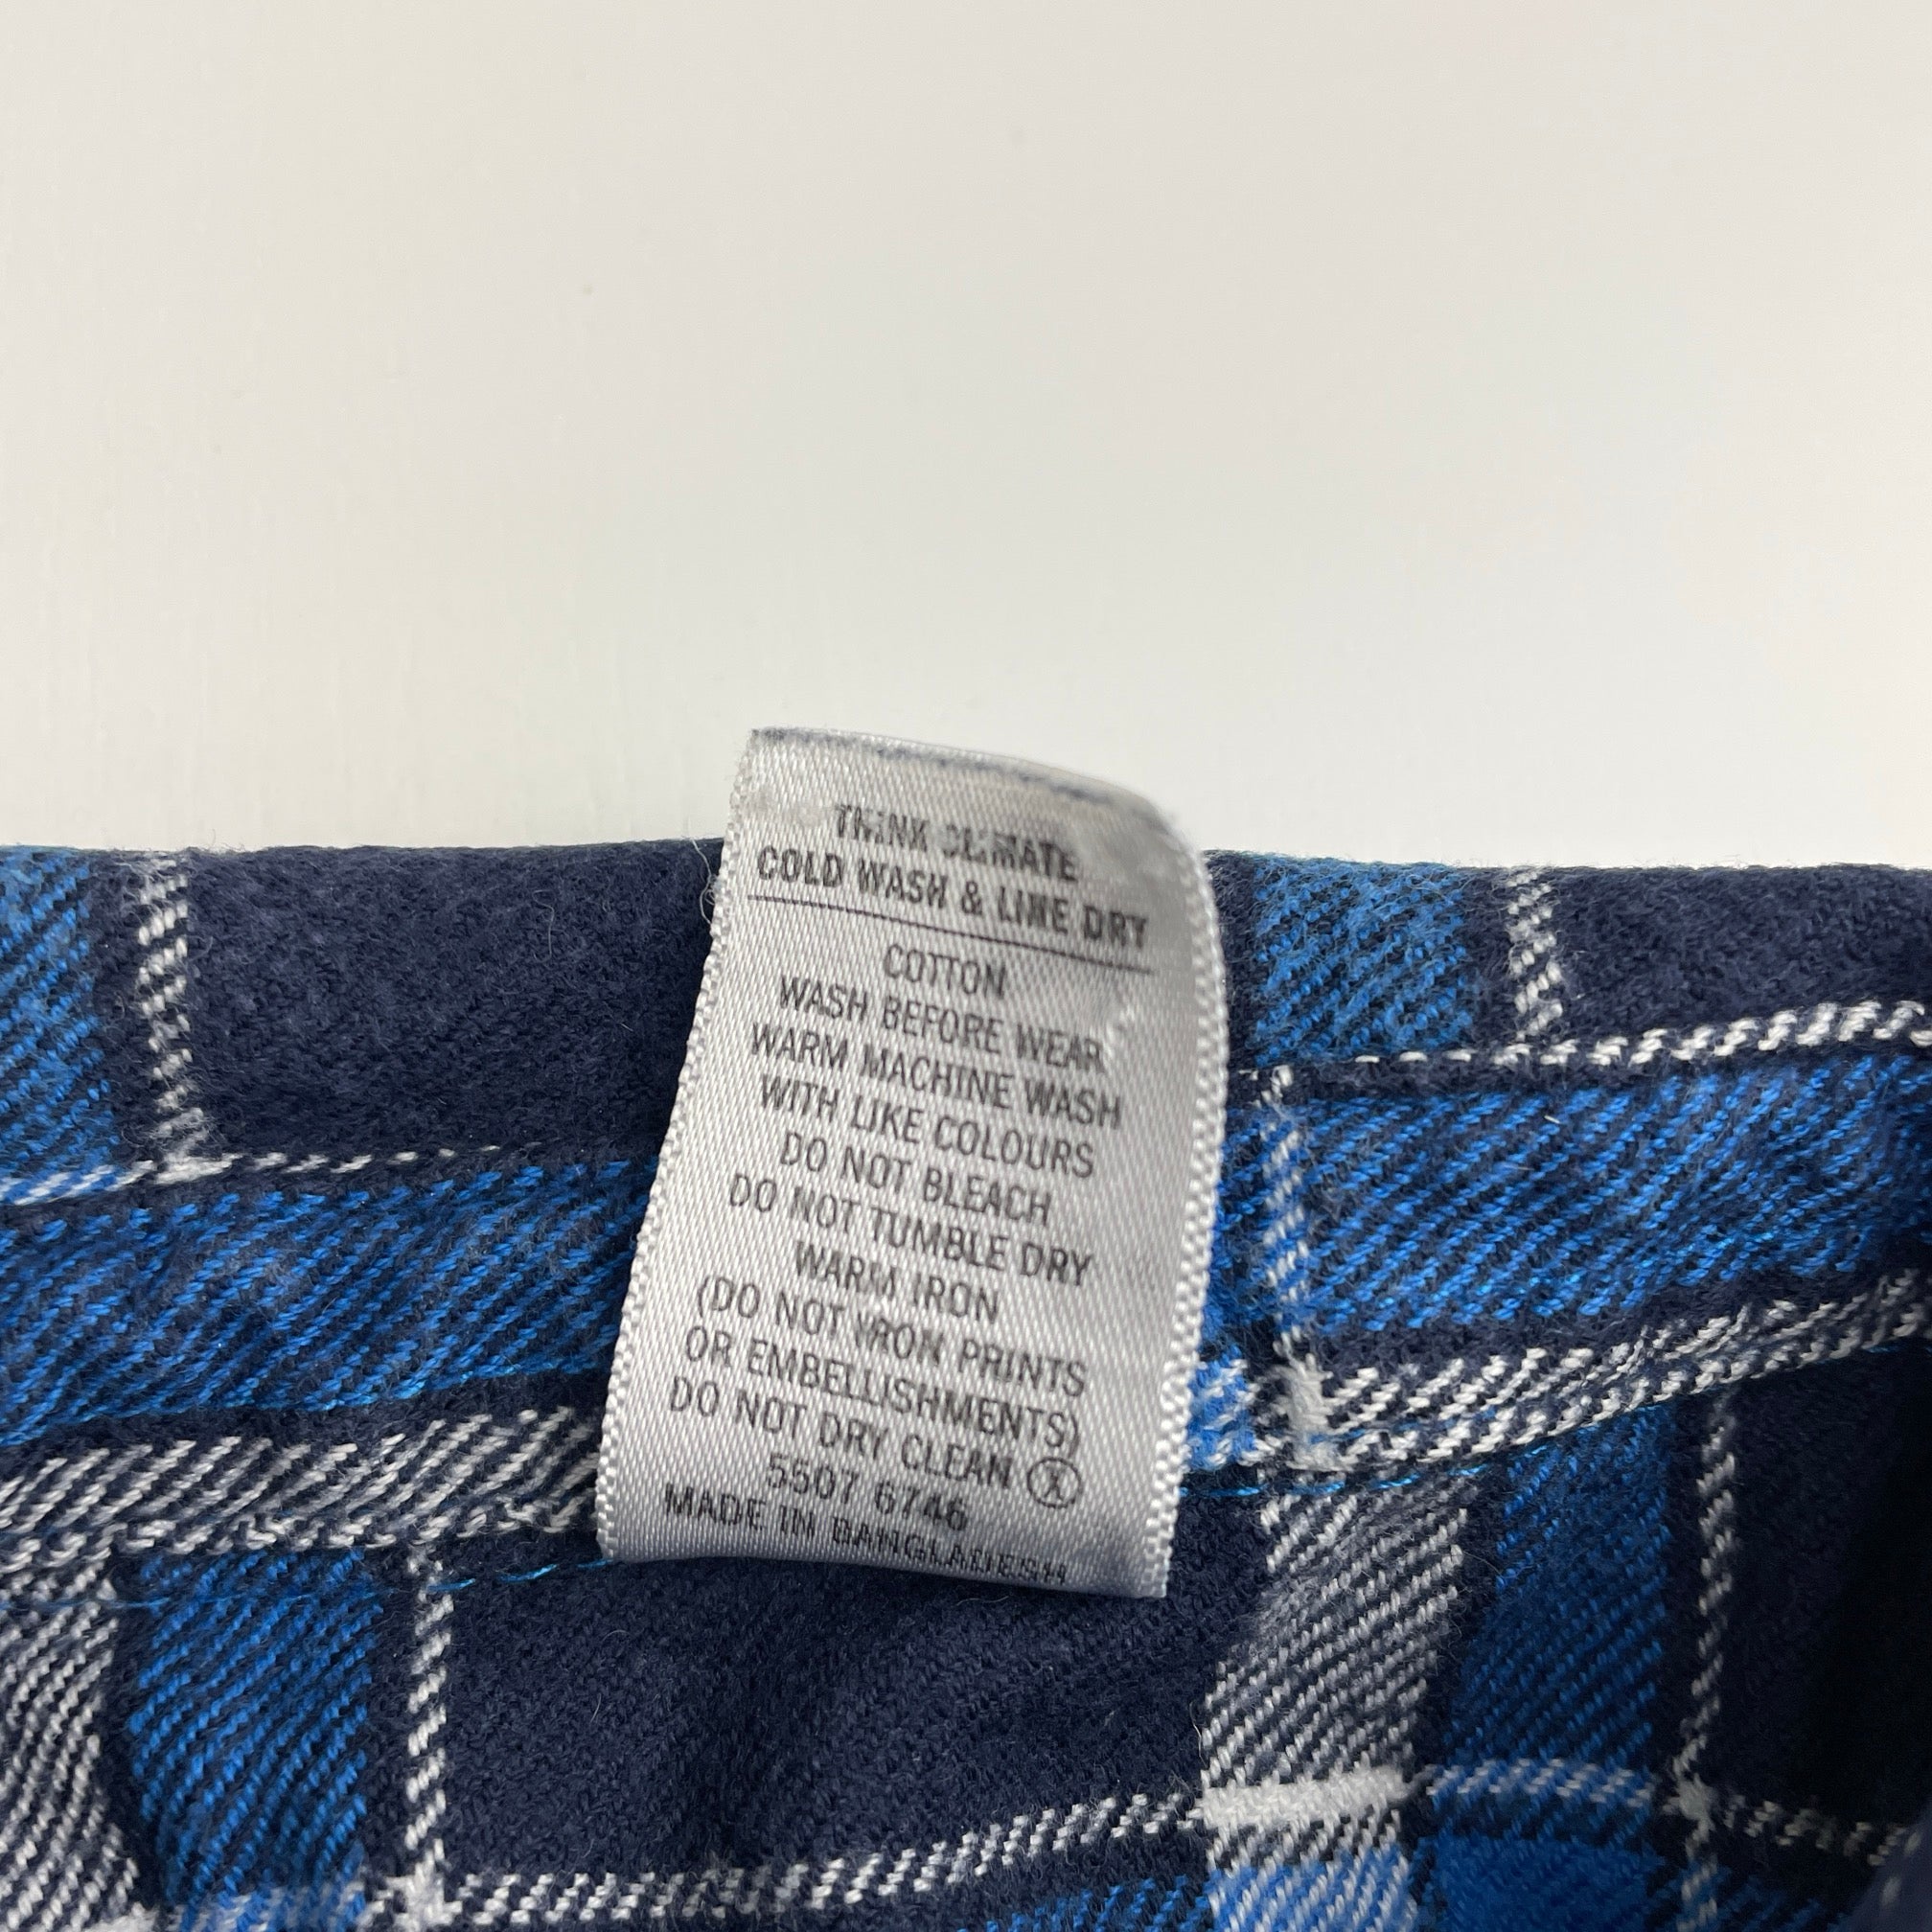 THINK CLIMATE
COLD WASH & LINE DRY
COTTON
WASH BEFORE WEAR
WARM MACHINE WASH
WITH LIKE COLOURS
DO NOT BLEACH
DO NOT TUMBLE DRY
WARM IRON
(DO NOT IRON PRINTS
OR EMBELLISHMENTS)
DO NOT DRY CLEAN Ⓧ
5507 6746
MADE IN BANGLADESH